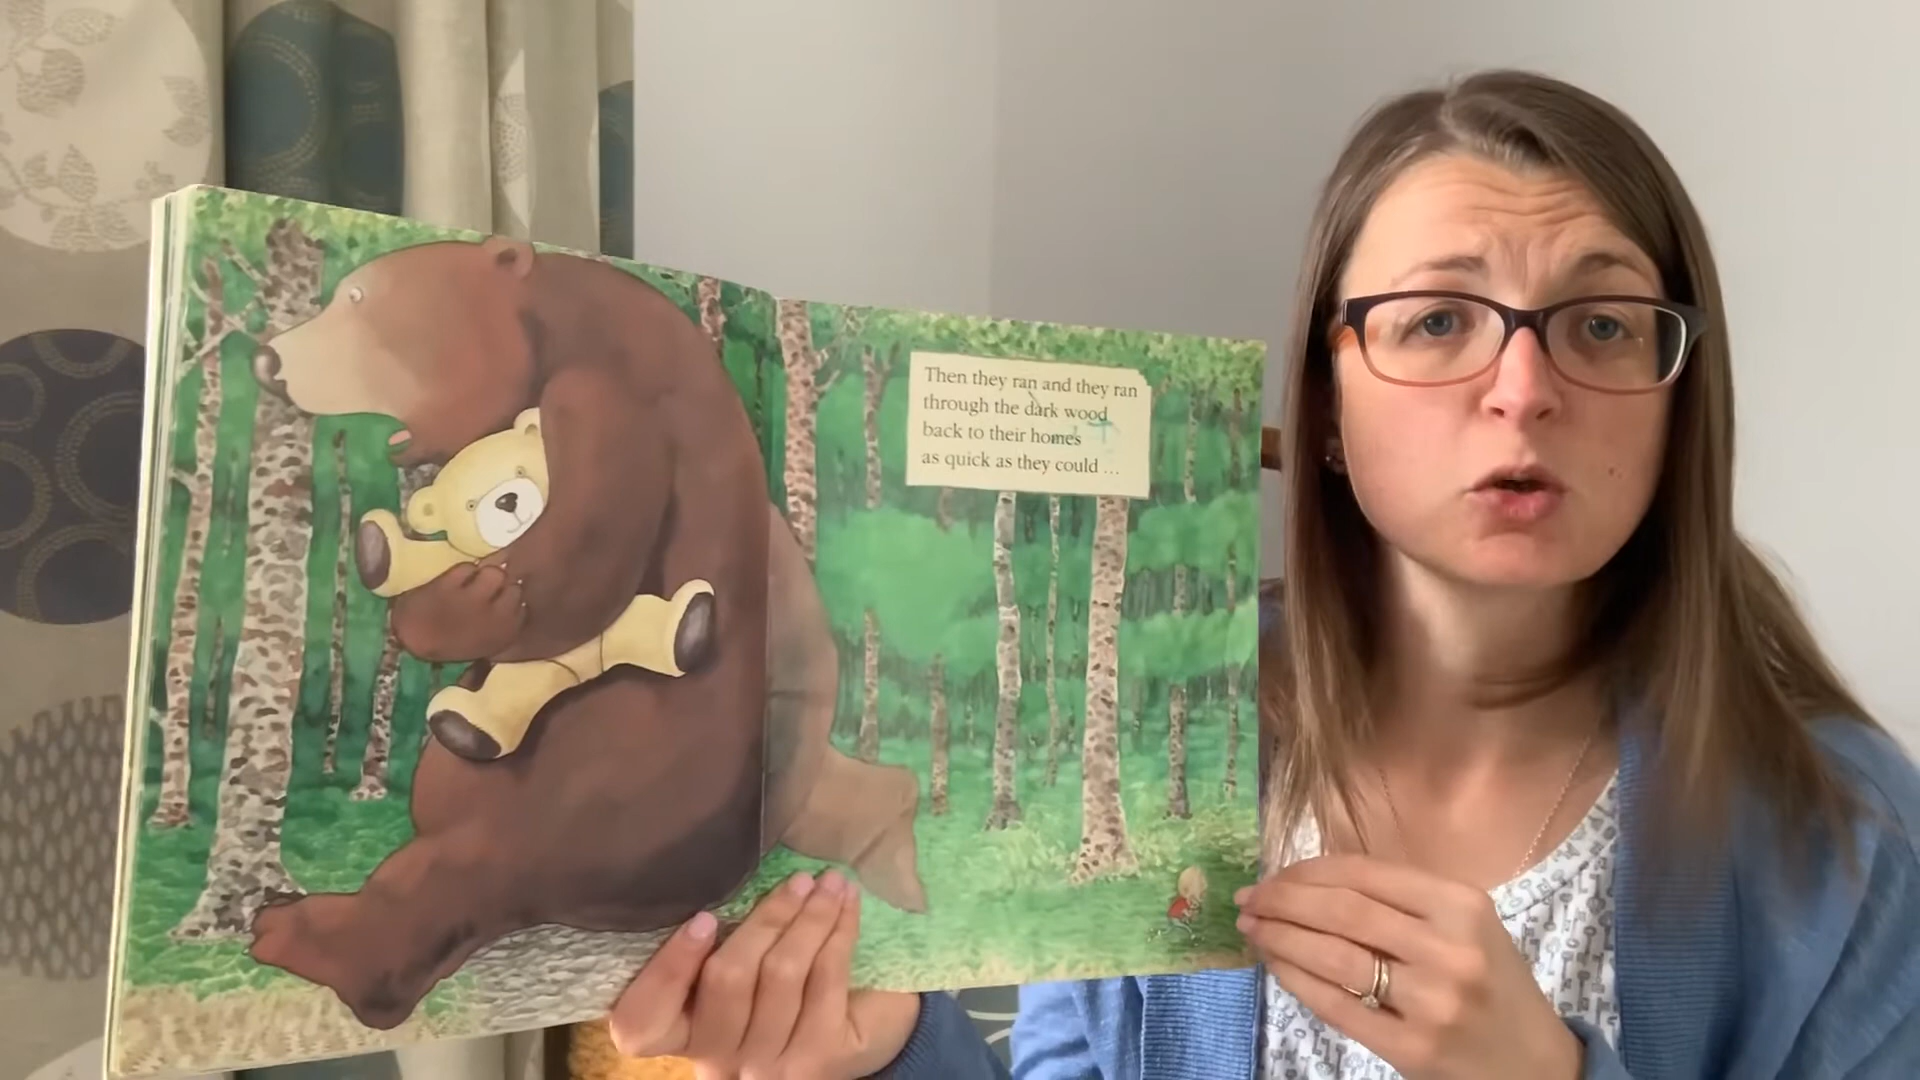 Then they ran and they ran
through the dark wood
back to their homes
as quick as they could ...